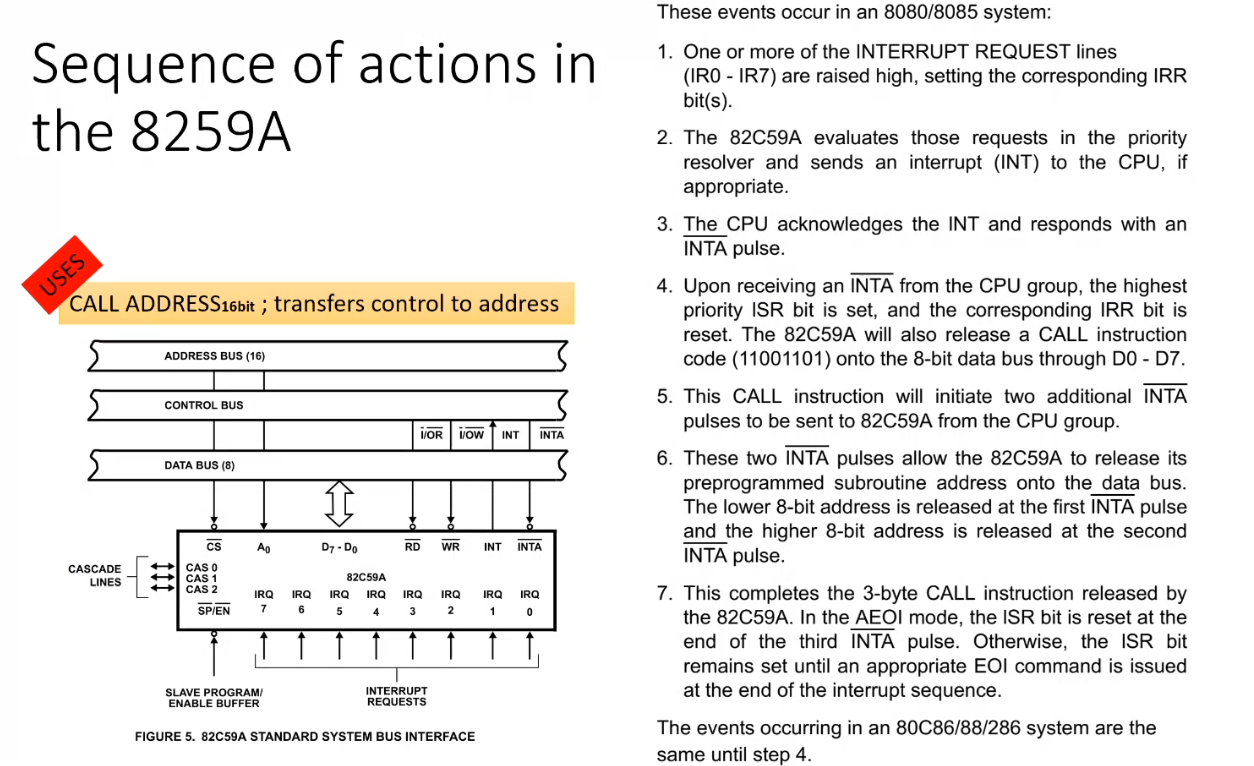 Sequence of actions in
the 8259A
USES
CALL ADDRESS16bit ; transfers control to address
ADDRESS BUS (16)
CONTROL BUS
I/OR I/OW INT INTA
DATA BUS (8)
CS A0 D7 - D0 RD WR INT INTA
CASCADE
LINES
CAS 0
CAS 1
CAS 2
82C59A
IRQ IRQ IRQ IRQ IRQ IRQ IRQ IRQ
SP/EN 7 6 5 4 3 2 1 0
SLAVE PROGRAM/
ENABLE BUFFER
INTERRUPT
REQUESTS
FIGURE 5. 82C59A STANDARD SYSTEM BUS INTERFACE
These events occur in an 8080/8085 system:
1. One or more of the INTERRUPT REQUEST lines
(IR0 - IR7) are raised high, setting the corresponding IRR
bit(s).
2. The 82C59A evaluates those requests in the priority
resolver and sends an interrupt (INT) to the CPU, if
appropriate.
3. The CPU acknowledges the INT and responds with an
INTA pulse.
4. Upon receiving an INTA from the CPU group, the highest
priority ISR bit is set, and the corresponding IRR bit is
reset. The 82C59A will also release a CALL instruction
code (11001101) onto the 8-bit data bus through D0 - D7.
5. This CALL instruction will initiate two additional INTA
pulses to be sent to 82C59A from the CPU group.
6. These two INTA pulses allow the 82C59A to release its
preprogrammed subroutine address onto the data bus.
The lower 8-bit address is released at the first INTA pulse
and the higher 8-bit address is released at the second
INTA pulse.
7. This completes the 3-byte CALL instruction released by
the 82C59A. In the AEOI mode, the ISR bit is reset at the
end of the third INTA pulse. Otherwise, the ISR bit
remains set until an appropriate EOI command is issued
at the end of the interrupt sequence.
The events occurring in an 80C86/88/286 system are the
same until step 4.